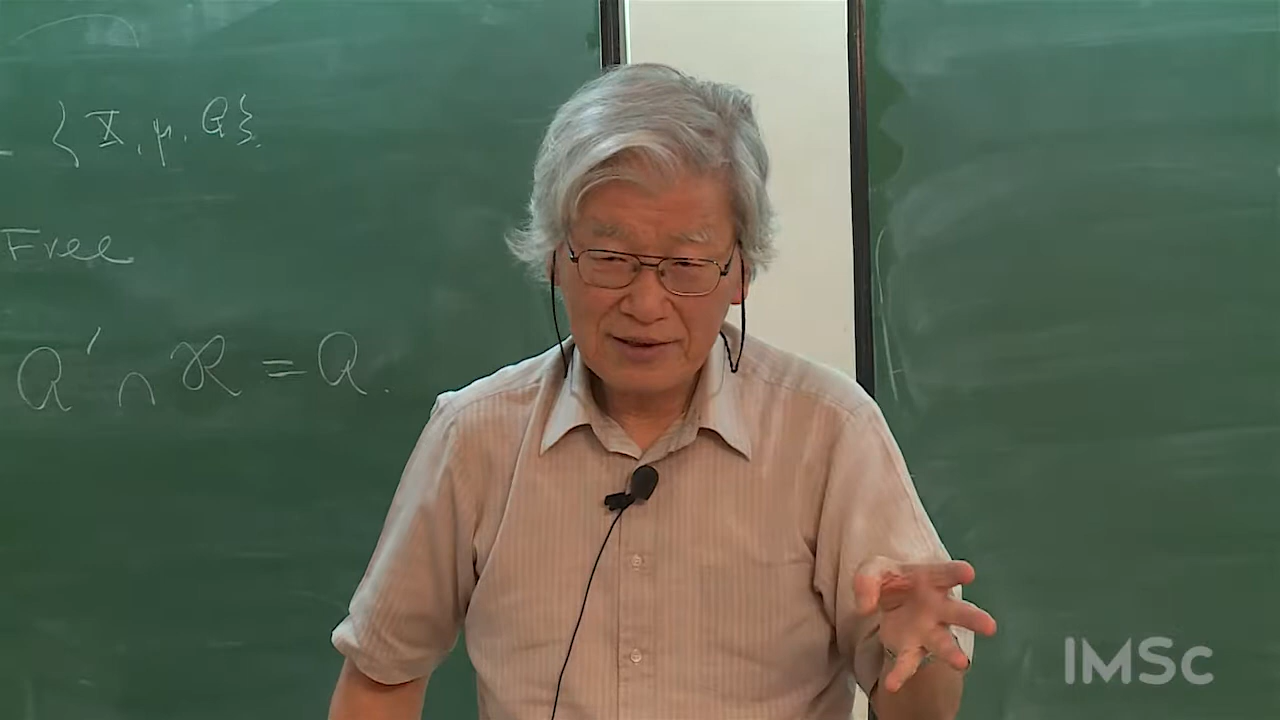 - { X, μ, G }.
Free
A' ∩ R = A.
IMSc